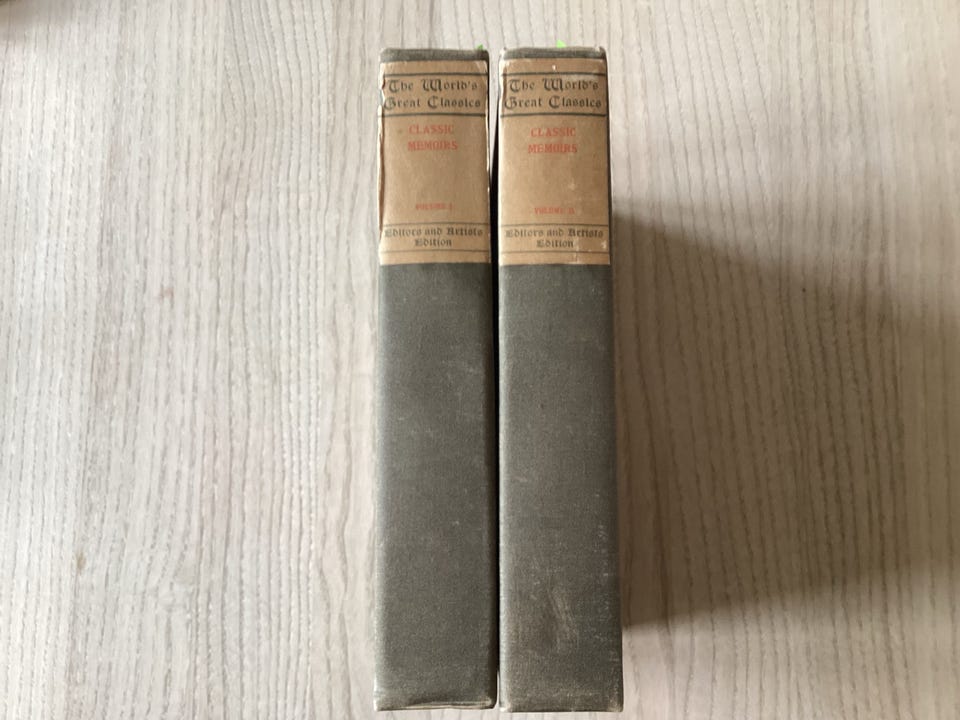 The World's
Great Classics
CLASSIC
MEMOIRS
VOLUME I
Editors and Artists
Edition
The World's
Great Classics
CLASSIC
MEMOIRS
VOLUME II
Editors and Artists
Edition